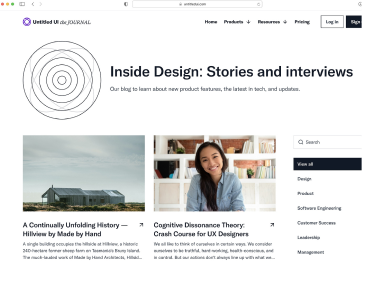 untitledui.com
Untitled UI the JOURNAL
Home Products Resources Pricing Log in Sign
Inside Design: Stories and interviews
Our blog to learn about new product features, the latest in tech, and updates.
Search
View all
Design
Product
Software Engineering
Customer Success
Leadership
Management
A Continually Unfolding History —
Hillview by Made by Hand
A single building occupies the hillside at Hillview, a historic
240-hectare former sheep farm on Tasmania's Bruny Island.
The much-lauded work of Made by Hand Architects, Hillvi...
Cognitive Dissonance Theory:
Crash Course for UX Designers
We all like to think of ourselves in certain ways. We consider
ourselves to be truthful, hard working, health-conscious, and
in control. But our actions don't always line up with what we...